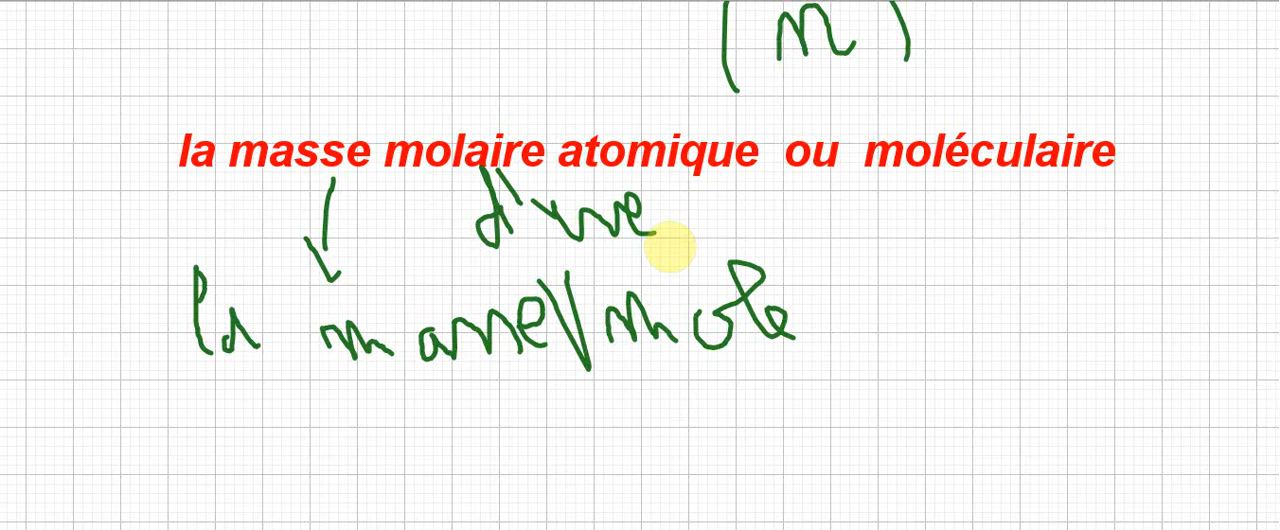 (n)
la masse molaire atomique ou moléculaire
d'une
la masse mole